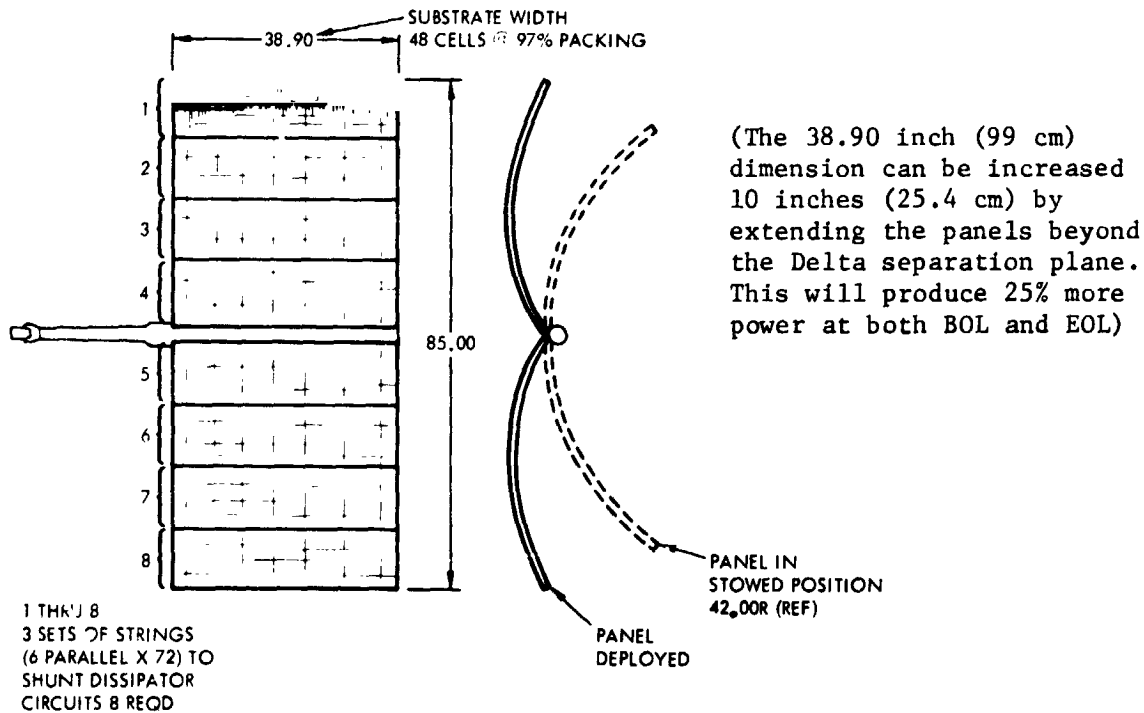 SUBSTRATE WIDTH
38.90
48 CELLS @ 97% PACKING
1
2
3
4
5
6
7
8
85.00
(The 38.90 inch (99 cm)
dimension can be increased
10 inches (25.4 cm) by
extending the panels beyond
the Delta separation plane.
This will produce 25% more
power at both BOL and EOL)
PANEL IN
STOWED POSITION
42.00R (REF)
PANEL
DEPLOYED
1 THRU 8
3 SETS OF STRINGS
(6 PARALLEL X 72) TO
SHUNT DISSIPATOR
CIRCUITS 8 REQD